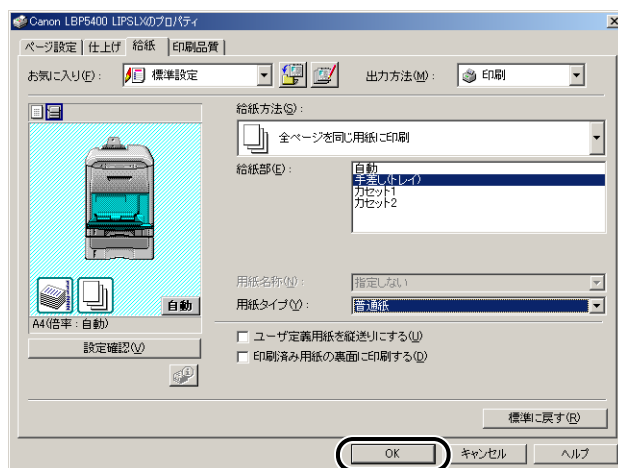 Canon LBP5400 LIPSLXのプロパティ
ページ設定 仕上げ 給紙 印刷品質
お気に入り(F): 標準設定 出力方法(M): 印刷
給紙方法(S):
全ページを同じ用紙に印刷
給紙部(E):
自動
手差し(トレイ)
カセット1
カセット2
用紙名称(N): 指定しない
用紙タイプ(Y): 普通紙
自動
A4(倍率:自動)
設定確認(V)
ユーザ定義用紙を縦送りにする(U)
印刷済み用紙の裏面に印刷する(Q)
標準に戻す(R)
OK キャンセル ヘルプ